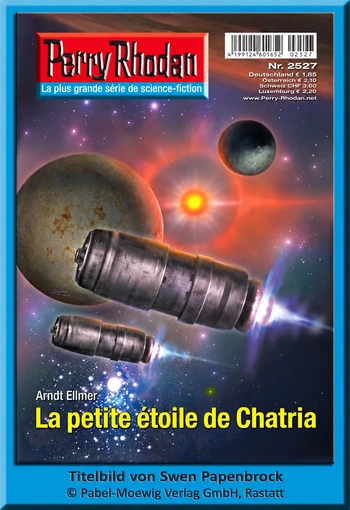 Perry Rhodan
La plus grande série de science-fiction
4199124601652 02527
Nr. 2527
Deutschland € 1,85
Österreich € 2,10
Schweiz CHF 3,00
Luxemburg € 2,20
www.Perry-Rhodan.net
Arndt Ellmer
La petite étoile de Chatria
Titelbild von Swen Papenbrock
© Pabel-Moewig Verlag GmbH, Rastatt